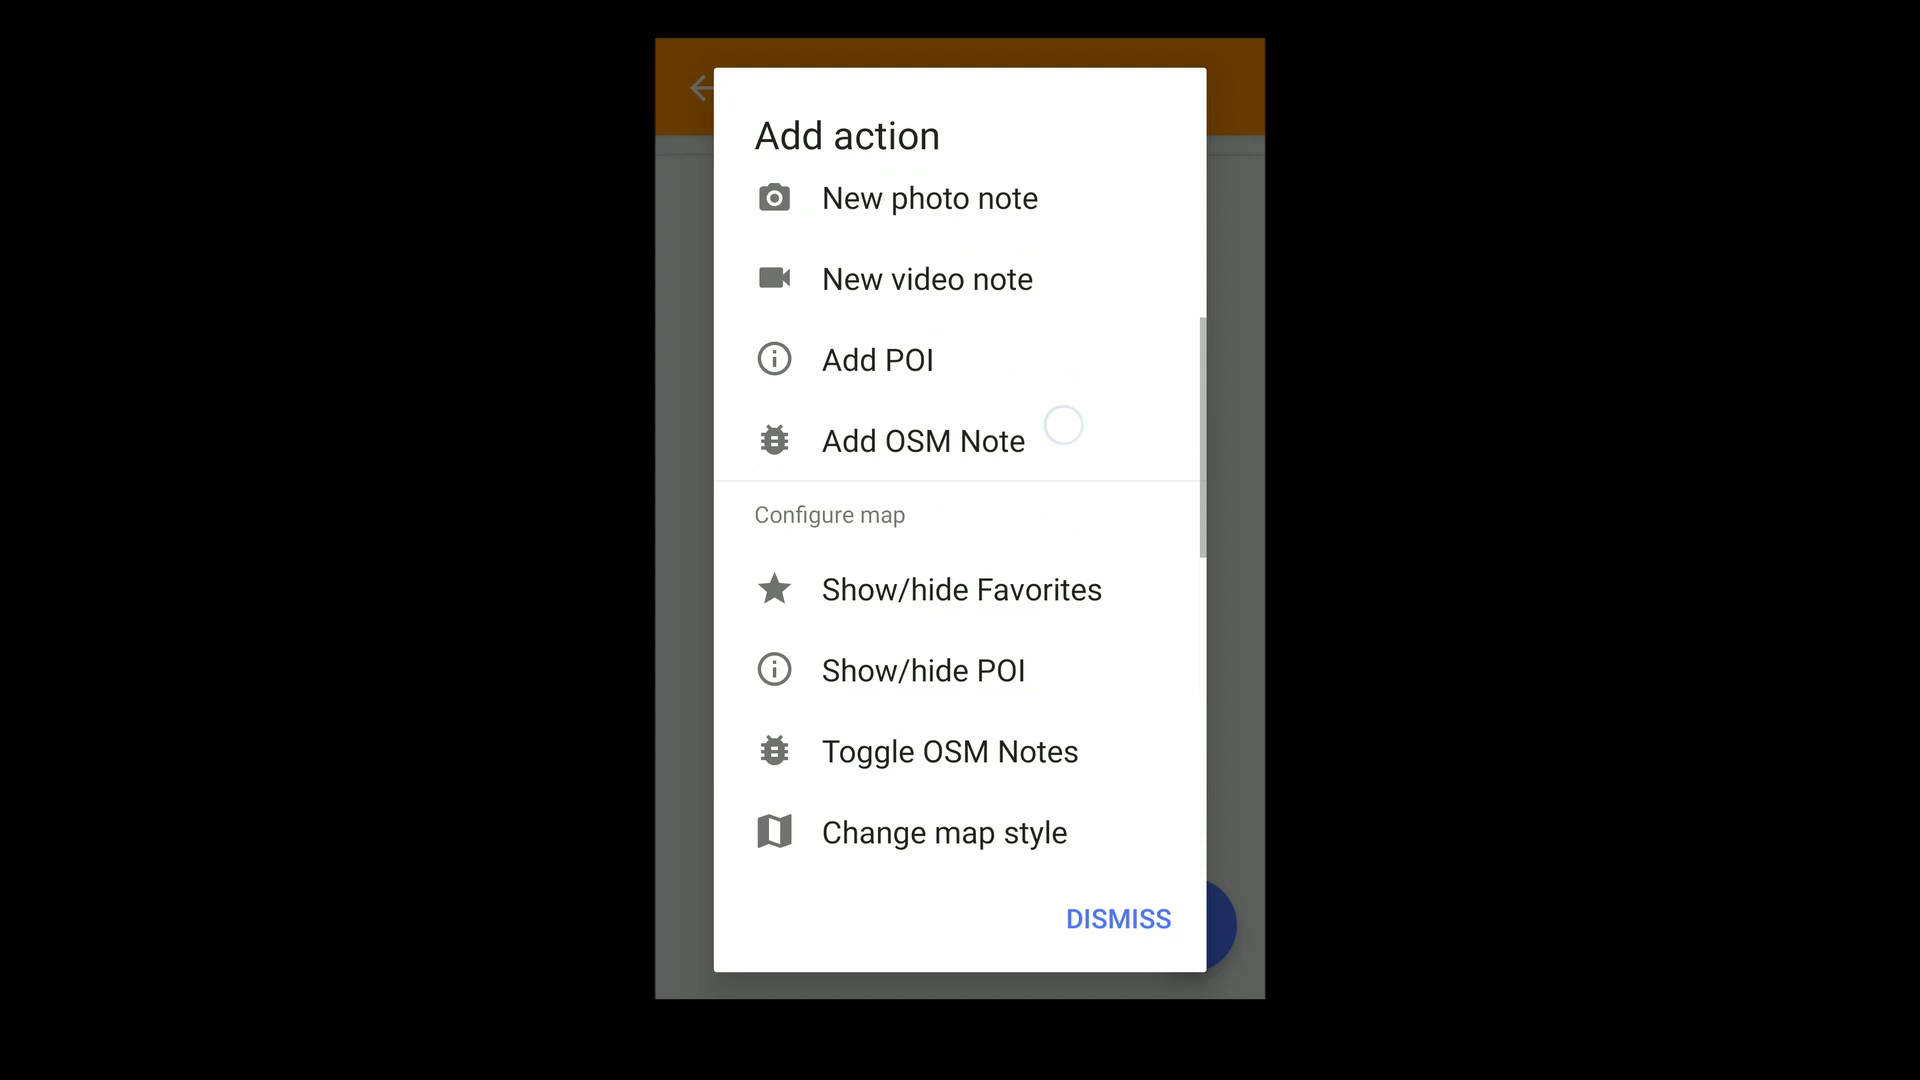 Add action
New photo note
New video note
Add POI
Add OSM Note
Configure map
Show/hide Favorites
Show/hide POI
Toggle OSM Notes
Change map style
DISMISS